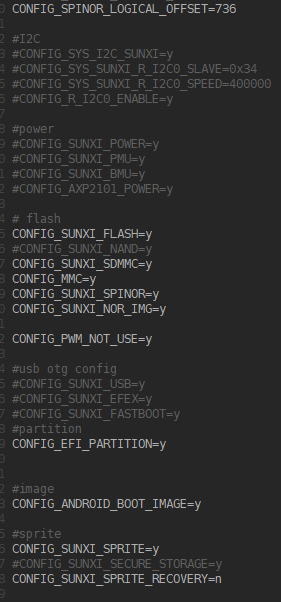 CONFIG_SPINOR_LOGICAL_OFFSET=736
#I2C
#CONFIG_SYS_I2C_SUNXI=y
#CONFIG_SYS_SUNXI_R_I2C0_SLAVE=0x34
#CONFIG_SYS_SUNXI_R_I2C0_SPEED=400000
#CONFIG_R_I2C0_ENABLE=y
#power
#CONFIG_SUNXI_POWER=y
#CONFIG_SUNXI_PMU=y
#CONFIG_SUNXI_BMU=y
#CONFIG_AXP2101_POWER=y
# flash
CONFIG_SUNXI_FLASH=y
#CONFIG_SUNXI_NAND=y
CONFIG_SUNXI_SDMMC=y
CONFIG_MMC=y
CONFIG_SUNXI_SPINOR=y
CONFIG_SUNXI_NOR_IMG=y
CONFIG_PWM_NOT_USE=y
#usb otg config
#CONFIG_SUNXI_USB=y
#CONFIG_SUNXI_EFEX=y
#CONFIG_SUNXI_FASTBOOT=y
#partition
CONFIG_EFI_PARTITION=y
#image
CONFIG_ANDROID_BOOT_IMAGE=y
#sprite
CONFIG_SUNXI_SPRITE=y
#CONFIG_SUNXI_SECURE_STORAGE=y
CONFIG_SUNXI_SPRITE_RECOVERY=n